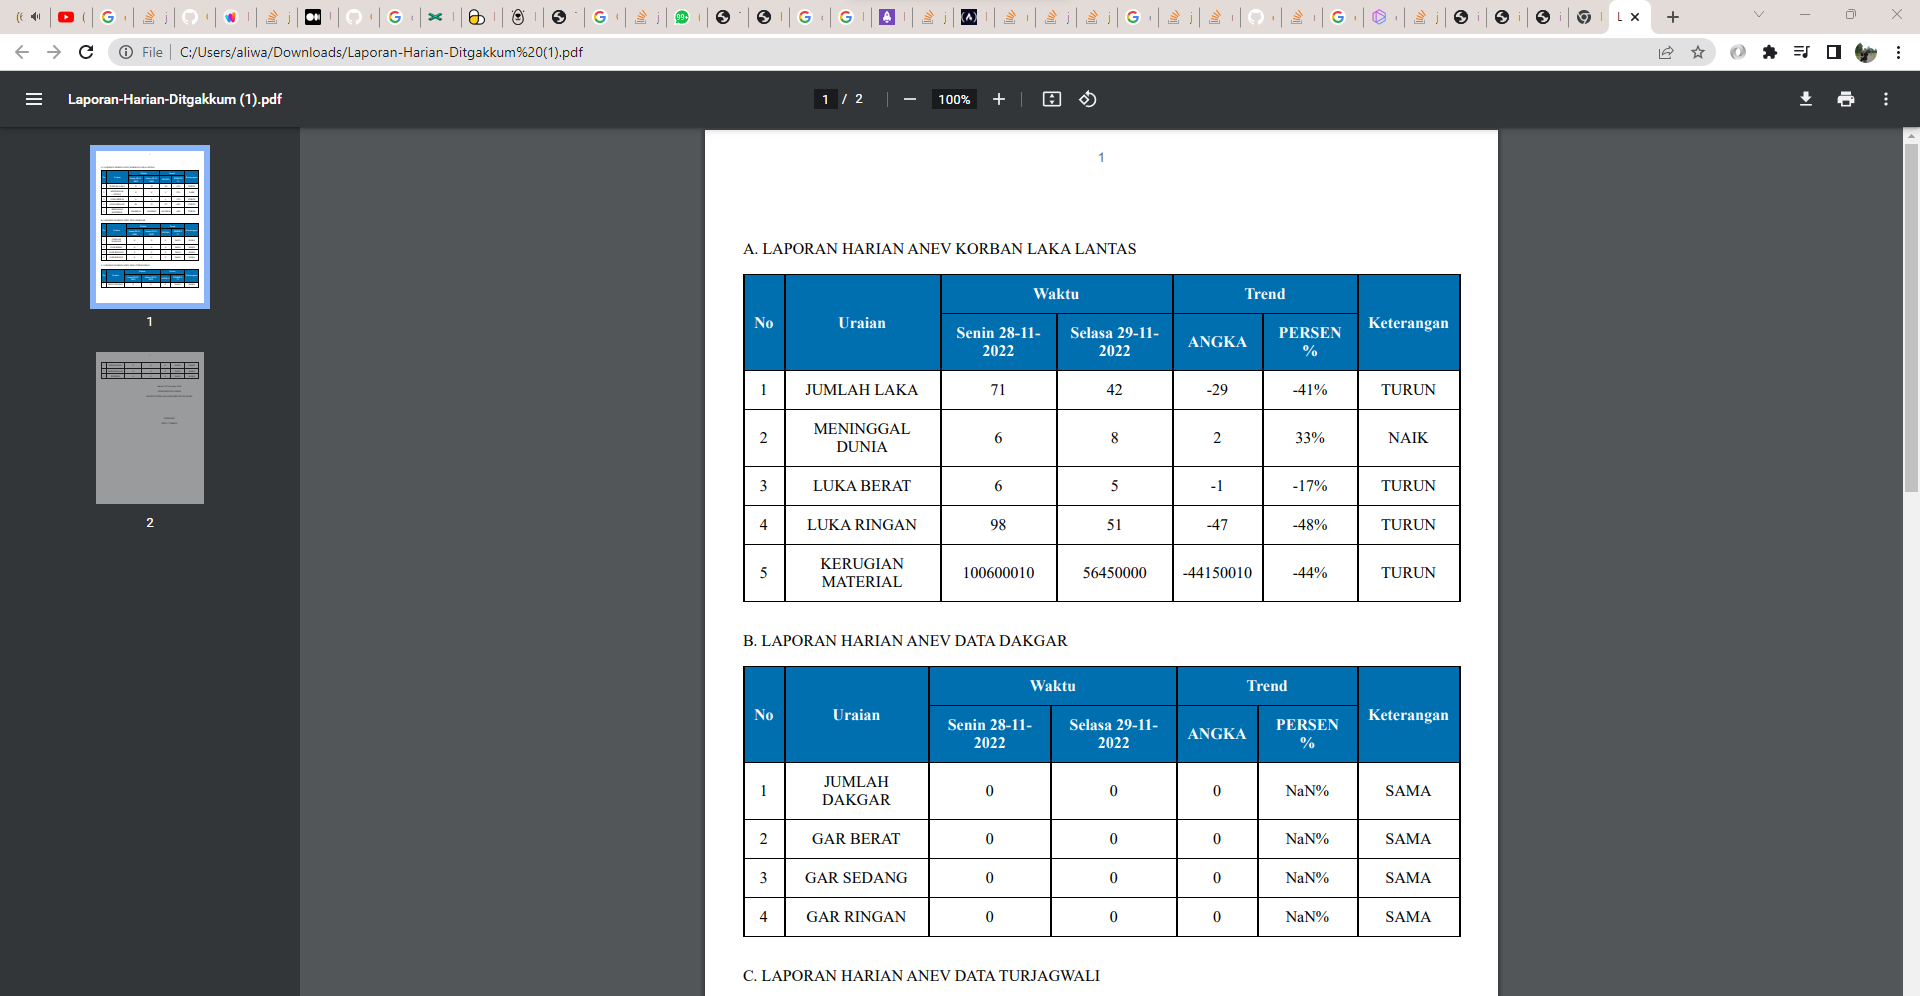 File C:/Users/aliwa/Downloads/Laporan-Harian-Ditgakkum%20(1).pdf
Laporan-Harian-Ditgakkum (1).pdf
1 / 2
100%
1
2
1
A. LAPORAN HARIAN ANEV KORBAN LAKA LANTAS
No Uraian Waktu Trend Keterangan
Senin 28-11-2022 Selasa 29-11-2022 ANGKA PERSEN %
1 JUMLAH LAKA 71 42 -29 -41% TURUN
2 MENINGGAL DUNIA 6 8 2 33% NAIK
3 LUKA BERAT 6 5 -1 -17% TURUN
4 LUKA RINGAN 98 51 -47 -48% TURUN
5 KERUGIAN MATERIAL 100600010 56450000 -44150010 -44% TURUN
B. LAPORAN HARIAN ANEV DATA DAKGAR
No Uraian Waktu Trend Keterangan
Senin 28-11-2022 Selasa 29-11-2022 ANGKA PERSEN %
1 JUMLAH DAKGAR 0 0 0 NaN% SAMA
2 GAR BERAT 0 0 0 NaN% SAMA
3 GAR SEDANG 0 0 0 NaN% SAMA
4 GAR RINGAN 0 0 0 NaN% SAMA
C. LAPORAN HARIAN ANEV DATA TURJAGWALI